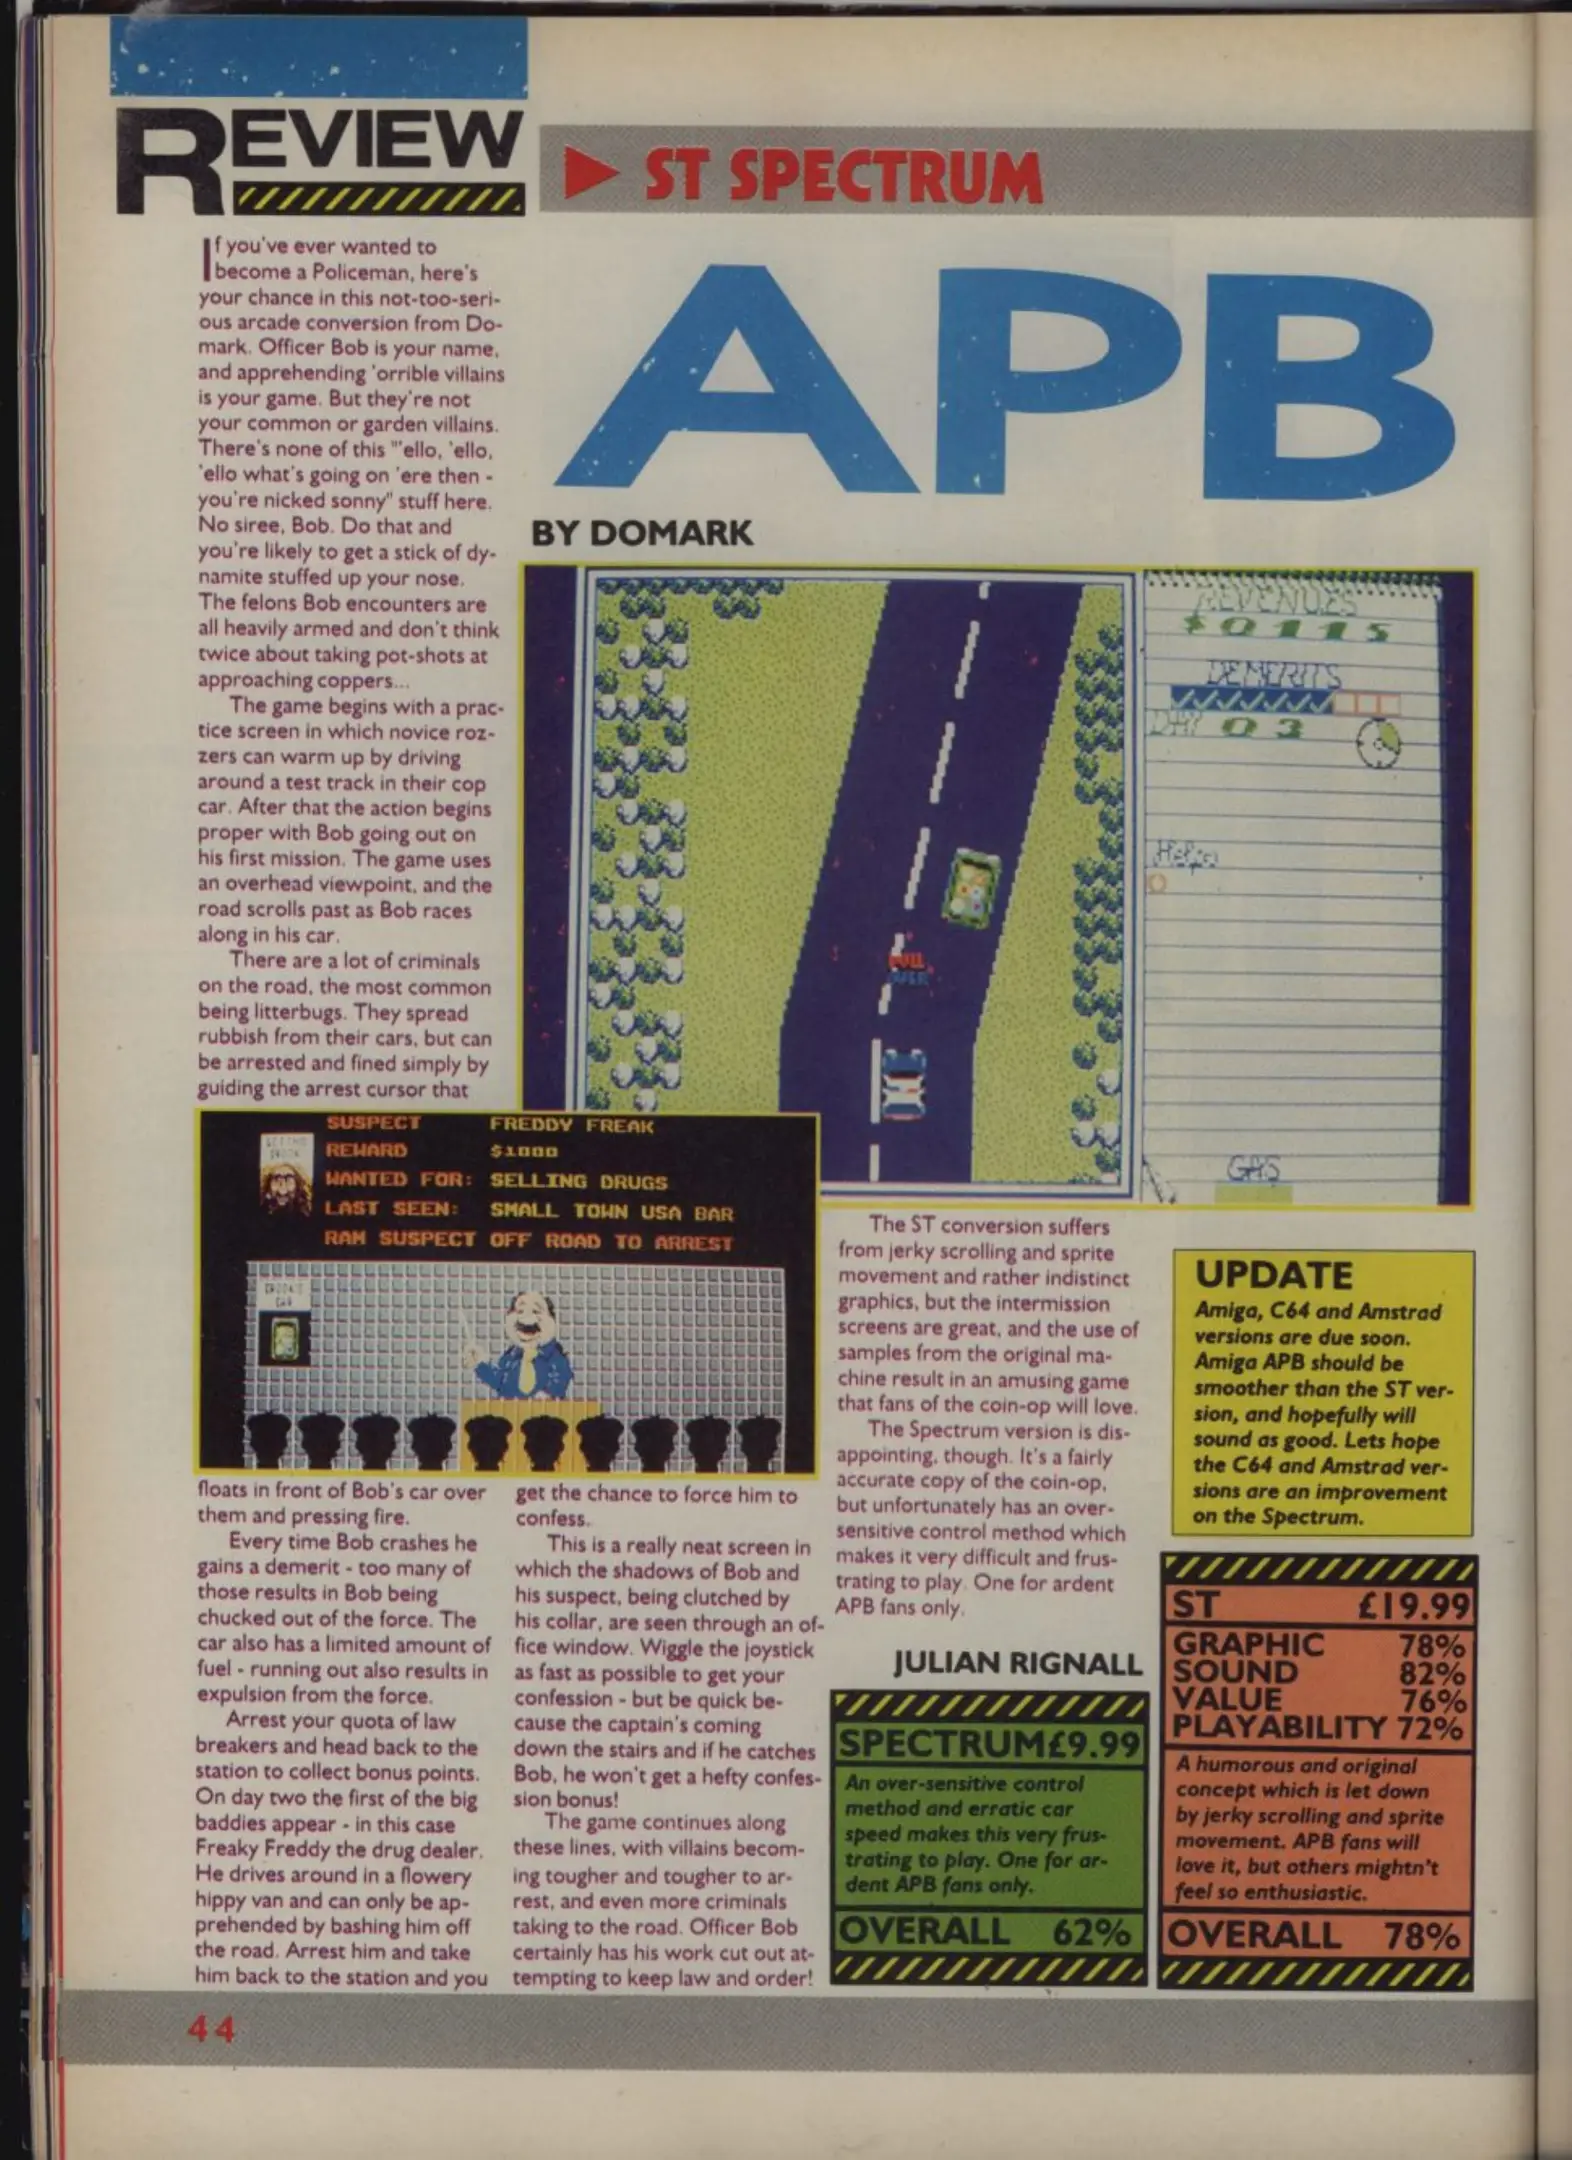 REVIEW
ST SPECTRUM
APB
BY DOMARK
If you've ever wanted to
become a Policeman, here's
your chance in this not-too-seri-
ous arcade conversion from Do-
mark. Officer Bob is your name,
and apprehending 'orrible villains
is your game. But they're not
your common or garden villains.
There's none of this "'ello, 'ello,
'ello what's going on 'ere then -
you're nicked sonny" stuff here.
No siree, Bob. Do that and
you're likely to get a stick of dy-
namite stuffed up your nose.
The felons Bob encounters are
all heavily armed and don't think
twice about taking pot-shots at
approaching coppers...
The game begins with a prac-
tice screen in which novice roz-
zers can warm up by driving
around a test track in their cop
car. After that the action begins
proper with Bob going out on
his first mission. The game uses
an overhead viewpoint, and the
road scrolls past as Bob races
along in his car.
There are a lot of criminals
on the road, the most common
being litterbugs. They spread
rubbish from their cars, but can
be arrested and fined simply by
guiding the arrest cursor that
REVENUES
$0115
DEMERITS
DAY 03
Helps
PULL
OVER
GAS
SUSPECT FREDDY FREAK
REWARD $1000
WANTED FOR: SELLING DRUGS
LAST SEEN: SMALL TOWN USA BAR
RAM SUSPECT OFF ROAD TO ARREST
CAR
floats in front of Bob's car over
them and pressing fire.
Every time Bob crashes he
gains a demerit - too many of
those results in Bob being
chucked out of the force. The
car also has a limited amount of
fuel - running out also results in
expulsion from the force.
Arrest your quota of law
breakers and head back to the
station to collect bonus points.
On day two the first of the big
baddies appear - in this case
Freaky Freddy the drug dealer.
He drives around in a flowery
hippy van and can only be ap-
prehended by bashing him off
the road. Arrest him and take
him back to the station and you
get the chance to force him to
confess.
This is a really neat screen in
which the shadows of Bob and
his suspect, being clutched by
his collar, are seen through an of-
fice window. Wiggle the joystick
as fast as possible to get your
confession - but be quick be-
cause the captain's coming
down the stairs and if he catches
Bob, he won't get a hefty confes-
sion bonus!
The game continues along
these lines, with villains becom-
ing tougher and tougher to ar-
rest, and even more criminals
taking to the road. Officer Bob
certainly has his work cut out at-
tempting to keep law and order!
The ST conversion suffers
from jerky scrolling and sprite
movement and rather indistinct
graphics, but the intermission
screens are great, and the use of
samples from the original ma-
chine result in an amusing game
that fans of the coin-op will love.
The Spectrum version is dis-
appointing, though. It's a fairly
accurate copy of the coin-op,
but unfortunately has an over-
sensitive control method which
makes it very difficult and frus-
trating to play. One for ardent
APB fans only.
JULIAN RIGNALL
SPECTRUM £9.99
An over-sensitive control
method and erratic car
speed makes this very frus-
trating to play. One for ar-
dent APB fans only.
OVERALL 62%
UPDATE
Amiga, C64 and Amstrad
versions are due soon.
Amiga APB should be
smoother than the ST ver-
sion, and hopefully will
sound as good. Lets hope
the C64 and Amstrad ver-
sions are an improvement
on the Spectrum.
ST £19.99
GRAPHIC 78%
SOUND 82%
VALUE 76%
PLAYABILITY 72%
A humorous and original
concept which is let down
by jerky scrolling and sprite
movement. APB fans will
love it, but others mightn't
feel so enthusiastic.
OVERALL 78%
44